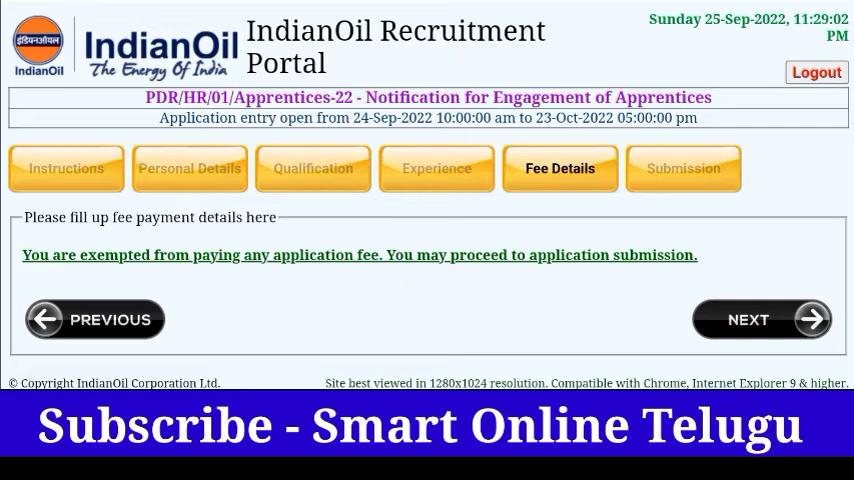 इंडियनऑयल
IndianOil
IndianOil
The Energy Of India
IndianOil Recruitment
Portal
Sunday 25-Sep-2022, 11:29:02
PM
Logout
PDR/HR/01/Apprentices-22 - Notification for Engagement of Apprentices
Application entry open from 24-Sep-2022 10:00:00 am to 23-Oct-2022 05:00:00 pm
Instructions Personal Details Qualification Experience Fee Details Submission
Please fill up fee payment details here
You are exempted from paying any application fee. You may proceed to application submission.
PREVIOUS NEXT
© Copyright IndianOil Corporation Ltd. Site best viewed in 1280x1024 resolution. Compatible with Chrome, Internet Explorer 9 & higher.
Subscribe - Smart Online Telugu